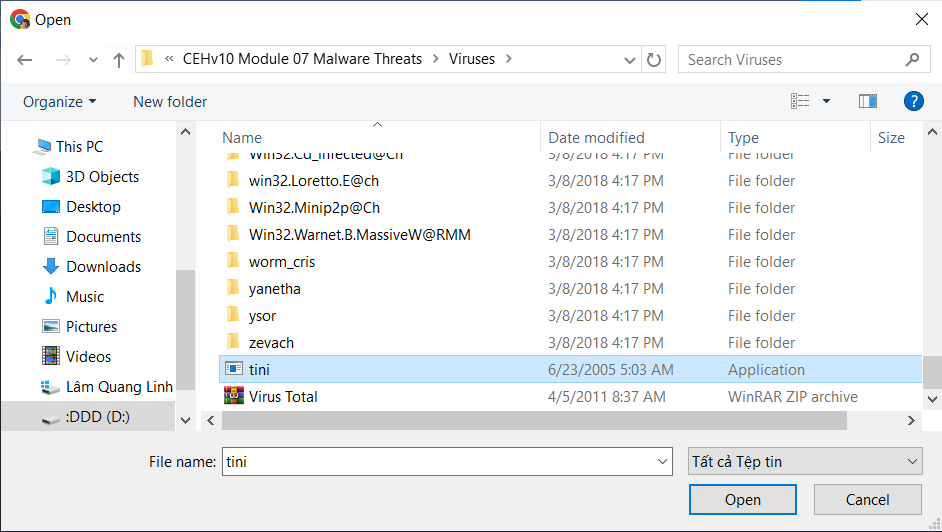 Open
« CEHv10 Module 07 Malware Threats > Viruses >
Search Viruses
Organize
New folder
?
This PC
3D Objects
Desktop
Documents
Downloads
Music
Pictures
Videos
Lâm Quang Linh
:DDD (D:)
Name Date modified Type Size
Win32.Cd_infected@Ch 3/8/2018 4:17 PM File folder
win32.Loretto.E@ch 3/8/2018 4:17 PM File folder
Win32.Minip2p@Ch 3/8/2018 4:17 PM File folder
Win32.Warnet.B.MassiveW@RMM 3/8/2018 4:17 PM File folder
worm_cris 3/8/2018 4:17 PM File folder
yanetha 3/8/2018 4:17 PM File folder
ysor 3/8/2018 4:17 PM File folder
zevach 3/8/2018 4:17 PM File folder
tini 6/23/2005 5:03 AM Application
Virus Total 4/5/2011 8:37 AM WinRAR ZIP archive
File name: tini
Tất cả Tệp tin
Open
Cancel